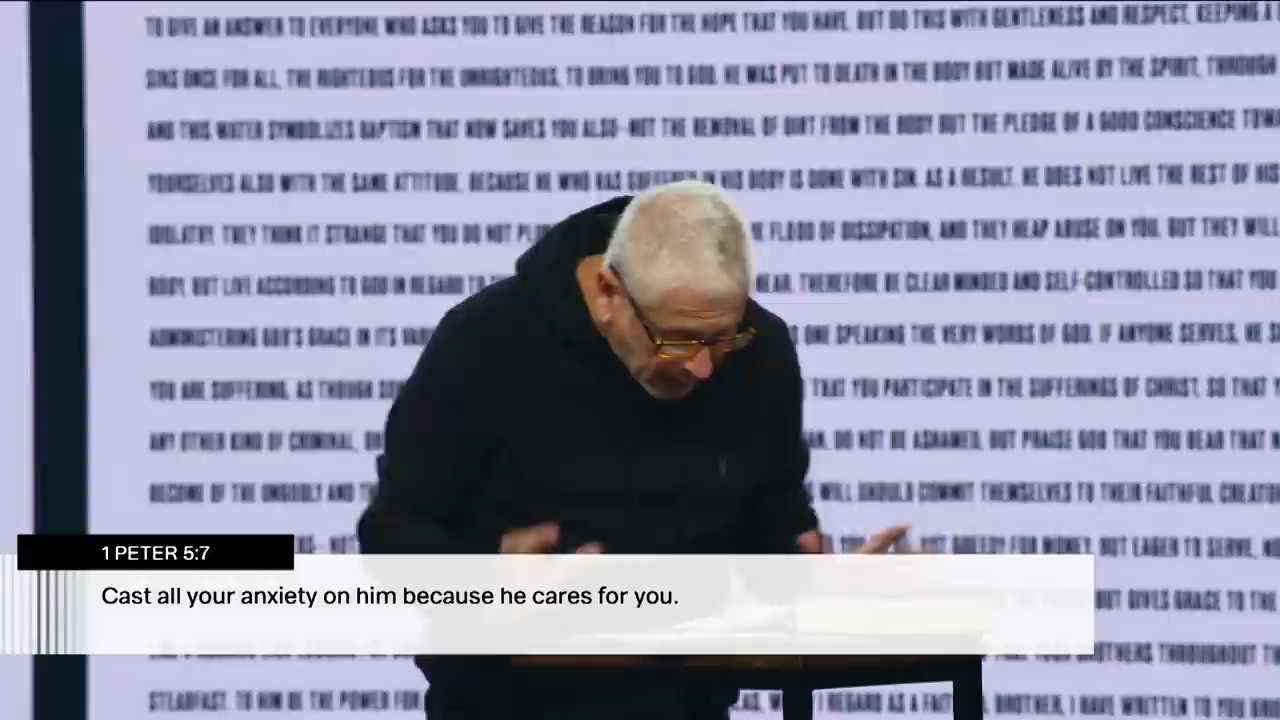 TO GIVE AN ANSWER TO EVERYONE WHO ASKS YOU TO GIVE THE REASON FOR THE HOPE THAT YOU HAVE. BUT DO THIS WITH GENTLENESS AND RESPECT, KEEPING A
SINS ONCE FOR ALL, THE RIGHTEOUS FOR THE UNRIGHTEOUS, TO BRING YOU TO GOD. HE WAS PUT TO DEATH IN THE BODY BUT MADE ALIVE BY THE SPIRIT, THROUGH
AND THIS WATER SYMBOLIZES BAPTISM THAT NOW SAVES YOU ALSO—NOT THE REMOVAL OF DIRT FROM THE BODY BUT THE PLEDGE OF A GOOD CONSCIENCE
YOURSELVES ALSO WITH THE SAME ATTITUDE, BECAUSE HE WHO HAS SUFFERED IN HIS BODY IS DONE WITH SIN. AS A RESULT, HE DOES NOT LIVE THE REST OF HIS
IDOLATRY. THEY THINK IT STRANGE THAT YOU DO NOT FLOOD OF DISSIPATION, AND THEY HEAP ABUSE ON YOU. BUT THEY WILL
BODY, BUT LIVE ACCORDING TO GOD IN REGARD TO NEAR. THEREFORE BE CLEAR MINDED AND SELF-CONTROLLED SO THAT YOU
ADMINISTERING GOD'S GRACE IN ITS ONE SPEAKING THE VERY WORDS OF GOD. IF ANYONE SERVES, HE
YOU ARE SUFFERING, AS THOUGH THAT YOU PARTICIPATE IN THE SUFFERINGS OF CHRIST, SO THAT
ANY OTHER KIND OF CRIMINAL, DO NOT BE ASHAMED, BUT PRAISE GOD THAT YOU BEAR THAT
BECOME OF THE UNGODLY AND WILL SHOULD COMMIT THEMSELVES TO THEIR FAITHFUL
NOT GREEDY FOR MONEY, BUT EAGER TO SERVE,
1 PETER 5:7
Cast all your anxiety on him because he cares for you.
BUT GIVES GRACE TO THE
BROTHERS THROUGHOUT
STEADFAST. TO HIM BE THE POWER FOR I REGARD AS A BROTHER, I HAVE WRITTEN TO YOU